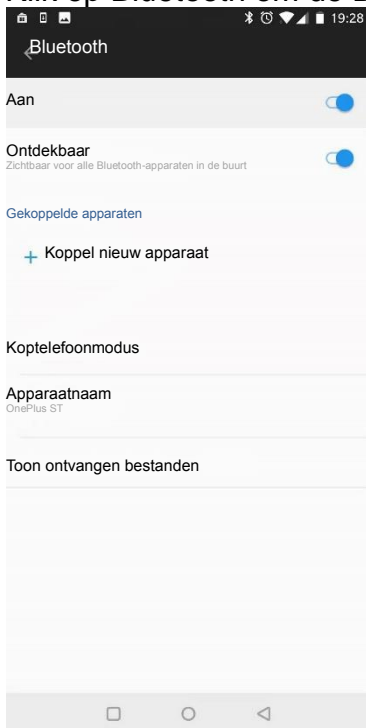 19:28
Bluetooth
Aan
Ontdekbaar
Zichtbaar voor alle Bluetooth-apparaten in de buurt
Gekoppelde apparaten
+ Koppel nieuw apparaat
Koptelefoonmodus
Apparaatnaam
OnePlus ST
Toon ontvangen bestanden